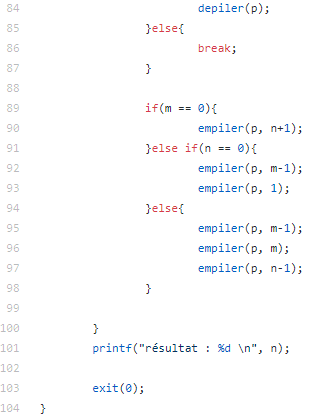 84 depiler(p);
85 }else{
86 break;
87 }
88
89 if(m == 0){
90 empiler(p, n+1);
91 }else if(n == 0){
92 empiler(p, m-1);
93 empiler(p, 1);
94 }else{
95 empiler(p, m-1);
96 empiler(p, m);
97 empiler(p, n-1);
98 }
99
100 }
101 printf("résultat : %d \n", n);
102
103 exit(0);
104 }